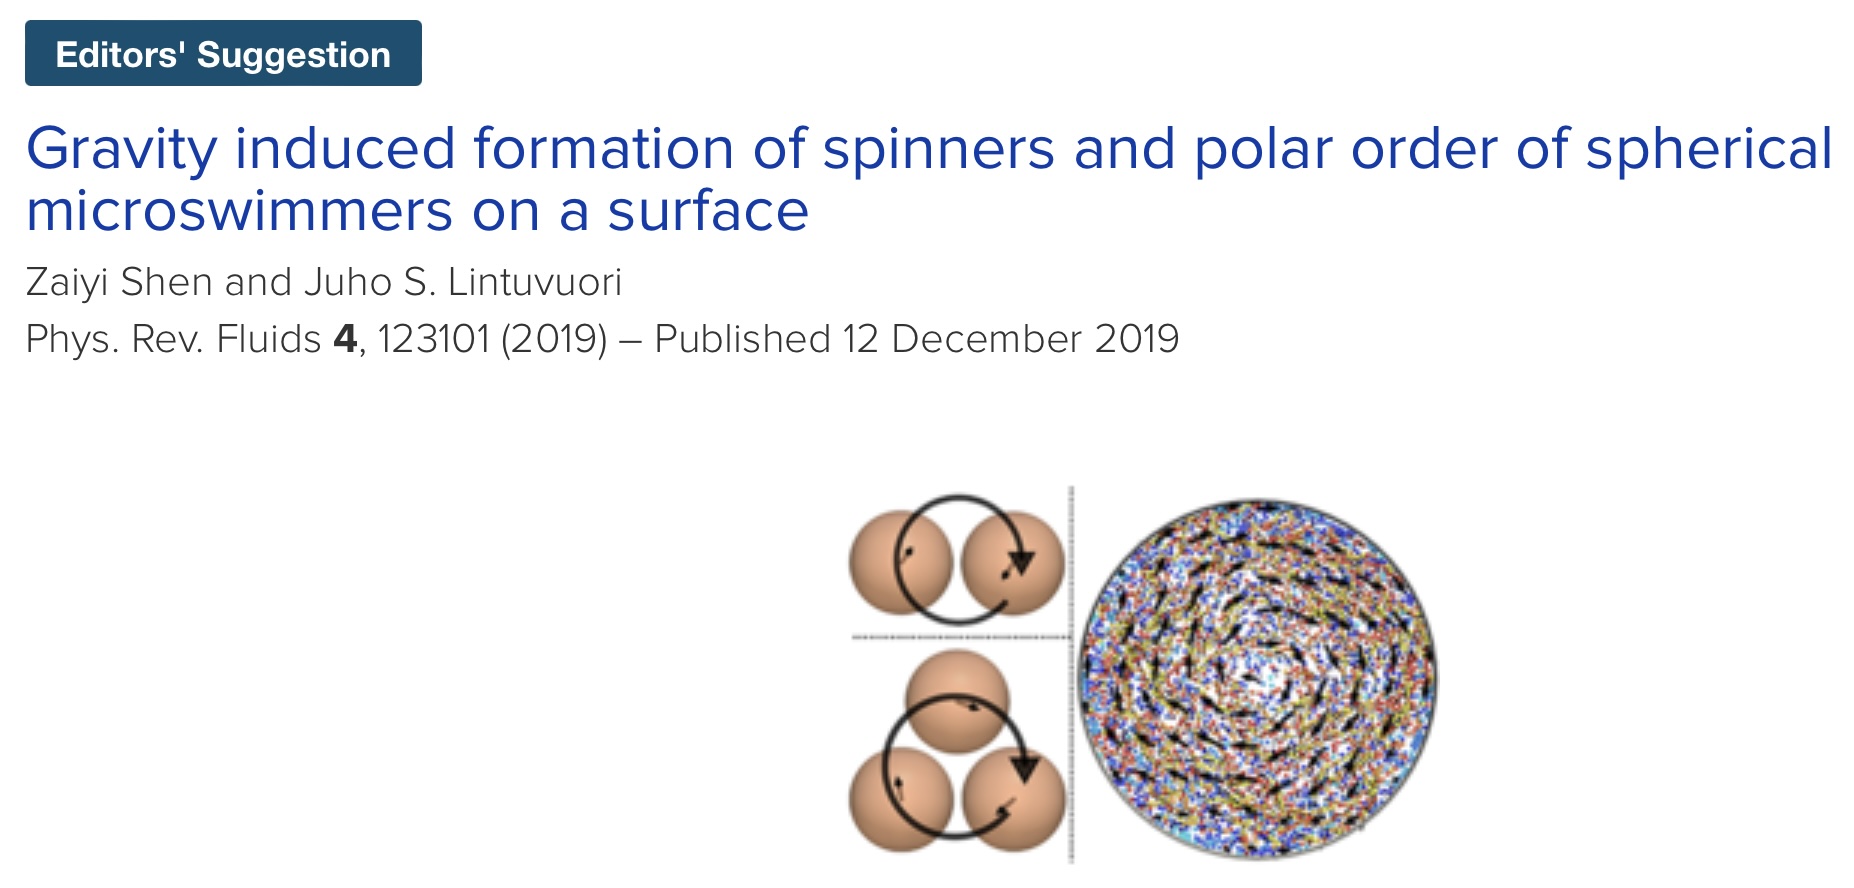 Editors' Suggestion
Gravity induced formation of spinners and polar order of spherical
microswimmers on a surface
Zaiyi Shen and Juho S. Lintuvuori
Phys. Rev. Fluids 4, 123101 (2019) – Published 12 December 2019